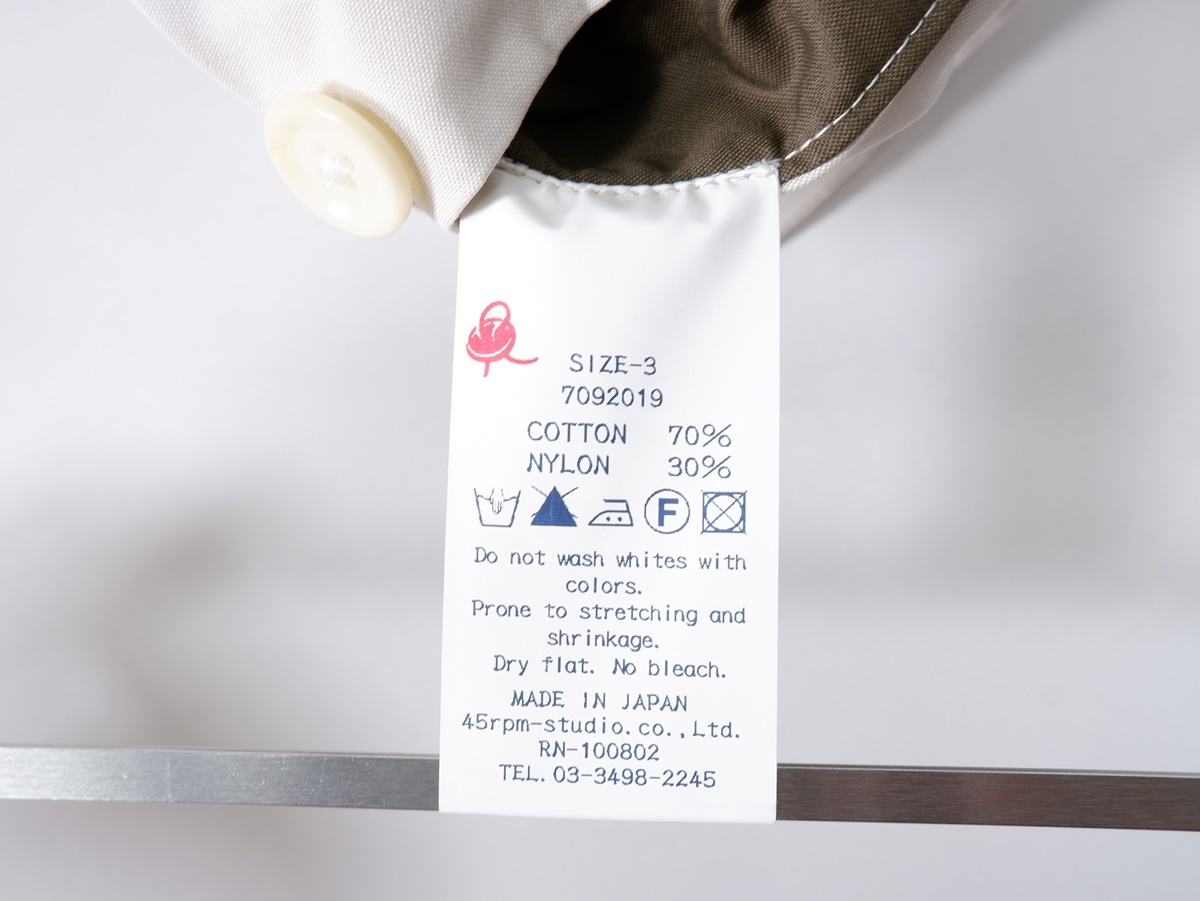 SIZE-3
7092019
COTTON 70%
NYLON 30%
F
Do not wash whites with
colors.
Prone to stretching and
shrinkage.
Dry flat. No bleach.
MADE IN JAPAN
45rpm-studio.co.,Ltd.
RN-100802
TEL. 03-3498-2245